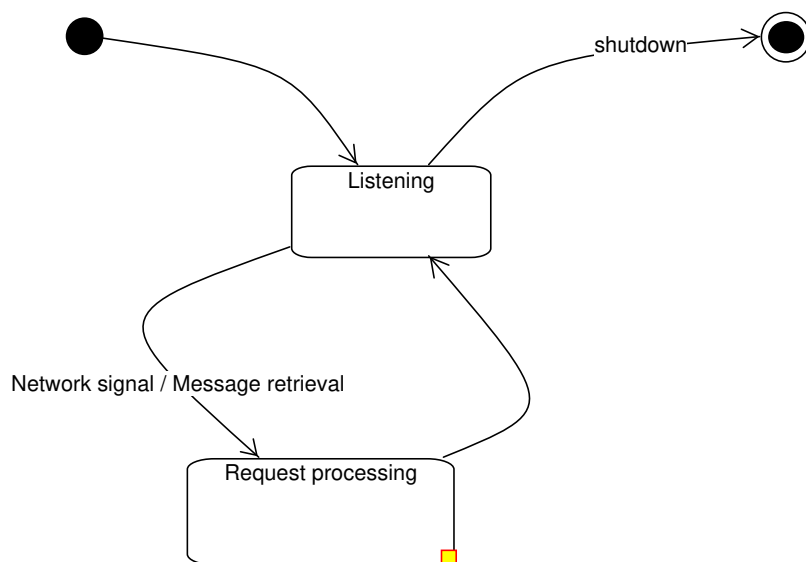 shutdown
Listening
Network signal / Message retrieval
Request processing